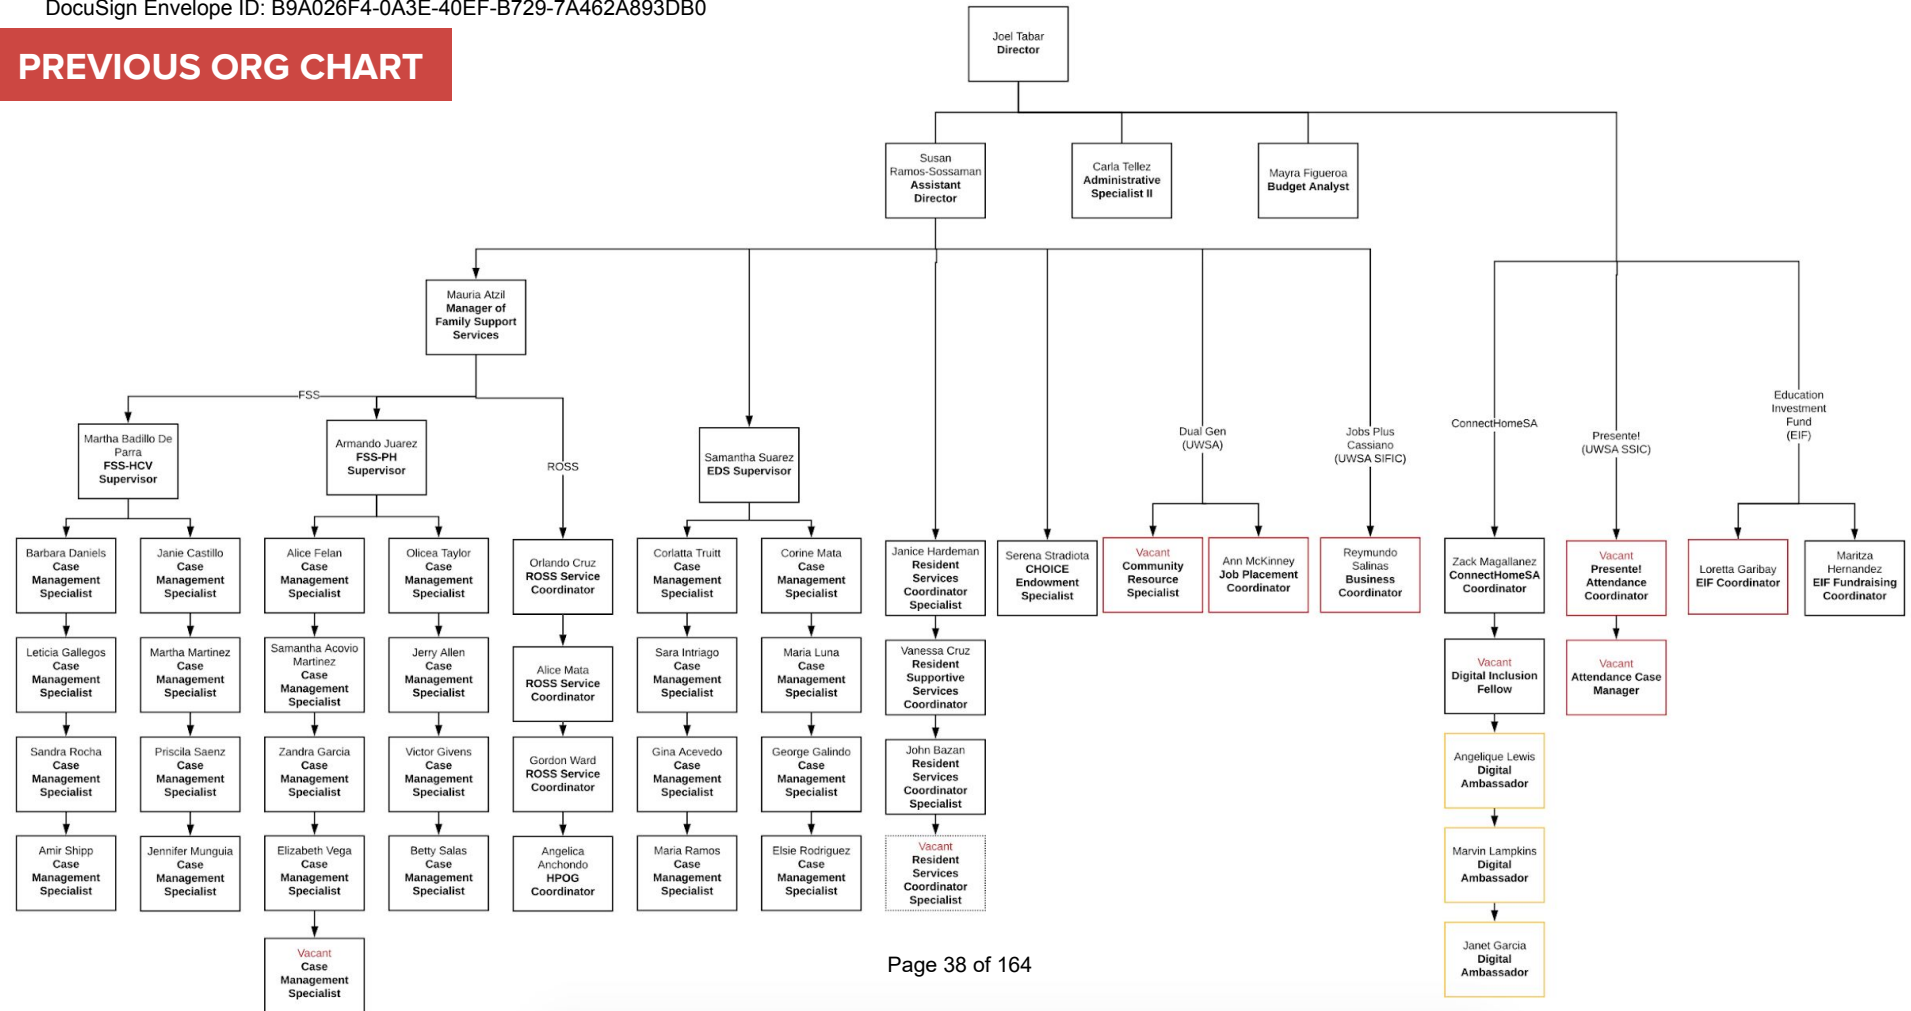 DocuSign Envelope ID: B9A026F4-0A3E-40EF-B729-7A462A893DB0
PREVIOUS ORG CHART
Joel Tabar
Director
Susan
Ramos-Sossaman
Assistant
Director
Carla Tellez
Administrative
Specialist II
Mayra Figueroa
Budget Analyst
Mauria Atzil
Manager of
Family Support
Services
FSS
ROSS
Martha Badillo De
Parra
FSS-HCV
Supervisor
Armando Juarez
FSS-PH
Supervisor
Samantha Suarez
EDS Supervisor
Dual Gen
(UWSA)
Jobs Plus
Cassiano
(UWSA SIFIC)
ConnectHomeSA
Presente!
(UWSA SSIC)
Education
Investment
Fund
(EIF)
Barbara Daniels
Case
Management
Specialist
Janie Castillo
Case
Management
Specialist
Alice Felan
Case
Management
Specialist
Olicea Taylor
Case
Management
Specialist
Orlando Cruz
ROSS Service
Coordinator
Corlatta Truitt
Case
Management
Specialist
Corine Mata
Case
Management
Specialist
Janice Hardeman
Resident
Services
Coordinator
Specialist
Serena Stradiota
CHOICE
Endowment
Specialist
Vacant
Community
Resource
Specialist
Ann McKinney
Job Placement
Coordinator
Reymundo
Salinas
Business
Coordinator
Zack Magallanez
ConnectHomeSA
Coordinator
Vacant
Presente!
Attendance
Coordinator
Loretta Garibay
EIF Coordinator
Maritza
Hernandez
EIF Fundraising
Coordinator
Leticia Gallegos
Case
Management
Specialist
Martha Martinez
Case
Management
Specialist
Samantha Acovio
Martinez
Case
Management
Specialist
Jerry Allen
Case
Management
Specialist
Alice Mata
ROSS Service
Coordinator
Sara Intriago
Case
Management
Specialist
Maria Luna
Case
Management
Specialist
Vanessa Cruz
Resident
Supportive
Services
Coordinator
Vacant
Digital Inclusion
Fellow
Vacant
Attendance Case
Manager
Sandra Rocha
Case
Management
Specialist
Priscila Saenz
Case
Management
Specialist
Zandra Garcia
Case
Management
Specialist
Victor Givens
Case
Management
Specialist
Gordon Ward
ROSS Service
Coordinator
Gina Acevedo
Case
Management
Specialist
George Galindo
Case
Management
Specialist
John Bazan
Resident
Services
Coordinator
Specialist
Angelique Lewis
Digital
Ambassador
Amir Shipp
Case
Management
Specialist
Jennifer Munguia
Case
Management
Specialist
Elizabeth Vega
Case
Management
Specialist
Betty Salas
Case
Management
Specialist
Angelica
Anchondo
HPOG
Coordinator
Maria Ramos
Case
Management
Specialist
Elsie Rodriguez
Case
Management
Specialist
Vacant
Resident
Services
Coordinator
Specialist
Marvin Lampkins
Digital
Ambassador
Vacant
Case
Management
Specialist
Janet Garcia
Digital
Ambassador
Page 38 of 164